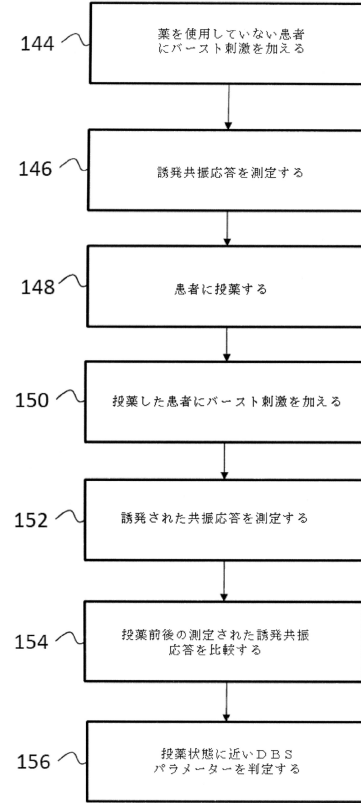 144
薬を使用していない患者
にバースト刺激を加える
146
誘発共振応答を測定する
148
患者に投薬する
150
投薬した患者にバースト刺激を加える
152
誘発された共振応答を測定する
154
投薬前後の測定された誘発共振
応答を比較する
156
投薬状態に近いＤＢＳ
パラメーターを判定する